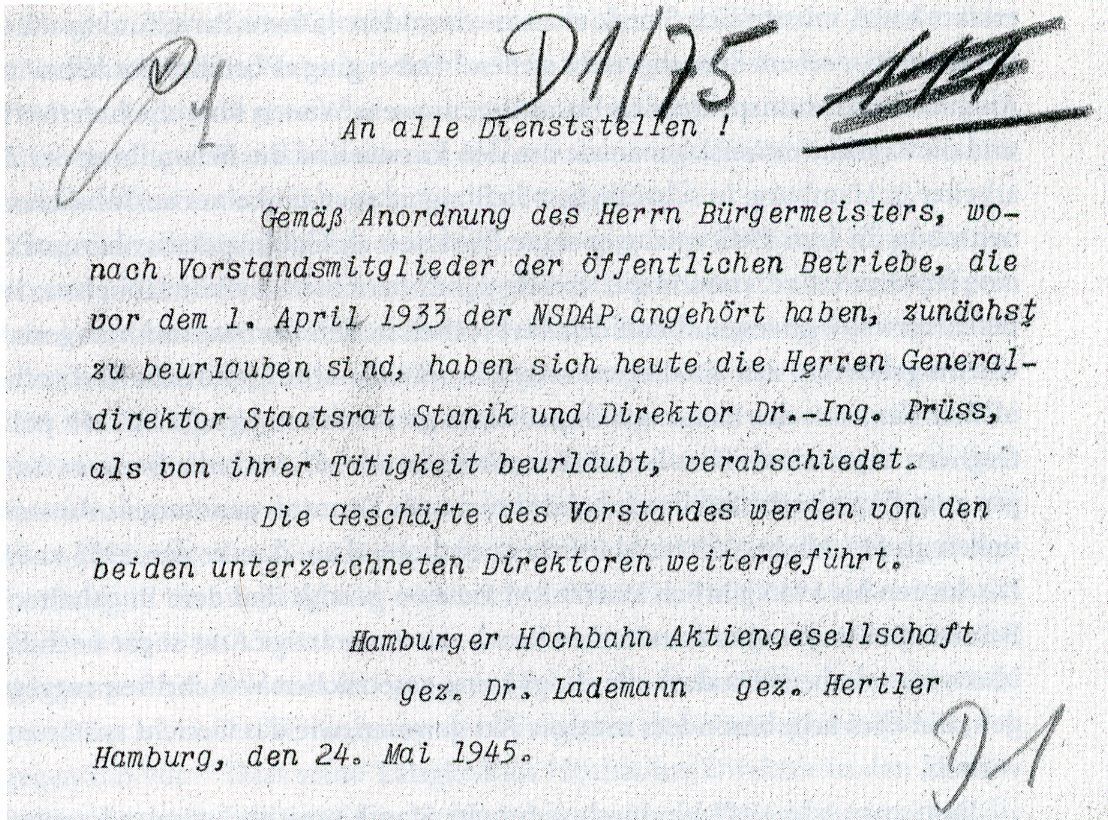 D1/75
An alle Dienststellen !
Gemäß Anordnung des Herrn Bürgermeisters, wo-
nach Vorstandsmitglieder der öffentlichen Betriebe, die
vor dem 1. April 1933 der NSDAP.angehört haben, zunächst
zu beurlauben sind, haben sich heute die Herren General-
direktor Staatsrat Stanik und Direktor Dr.-Ing. Prüss,
als von ihrer Tätigkeit beurlaubt, verabschiedet.
Die Geschäfte des Vorstandes werden von den
beiden unterzeichneten Direktoren weitergeführt.
Hamburger Hochbahn Aktiengesellschaft
gez. Dr. Lademann gez. Hertler
Hamburg, den 24. Mai 1945.